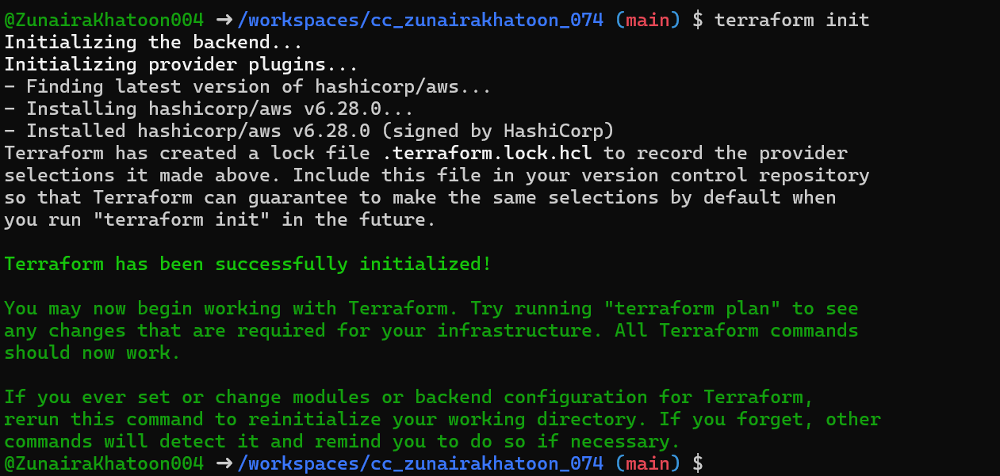 @ZunairaKhatoon004 ➜ /workspaces/cc_zunairakhatoon_074 (main) $ terraform init
Initializing the backend...
Initializing provider plugins...
- Finding latest version of hashicorp/aws...
- Installing hashicorp/aws v6.28.0...
- Installed hashicorp/aws v6.28.0 (signed by HashiCorp)
Terraform has created a lock file .terraform.lock.hcl to record the provider
selections it made above. Include this file in your version control repository
so that Terraform can guarantee to make the same selections by default when
you run "terraform init" in the future.
Terraform has been successfully initialized!
You may now begin working with Terraform. Try running "terraform plan" to see
any changes that are required for your infrastructure. All Terraform commands
should now work.
If you ever set or change modules or backend configuration for Terraform,
rerun this command to reinitialize your working directory. If you forget, other
commands will detect it and remind you to do so if necessary.
@ZunairaKhatoon004 ➜ /workspaces/cc_zunairakhatoon_074 (main) $